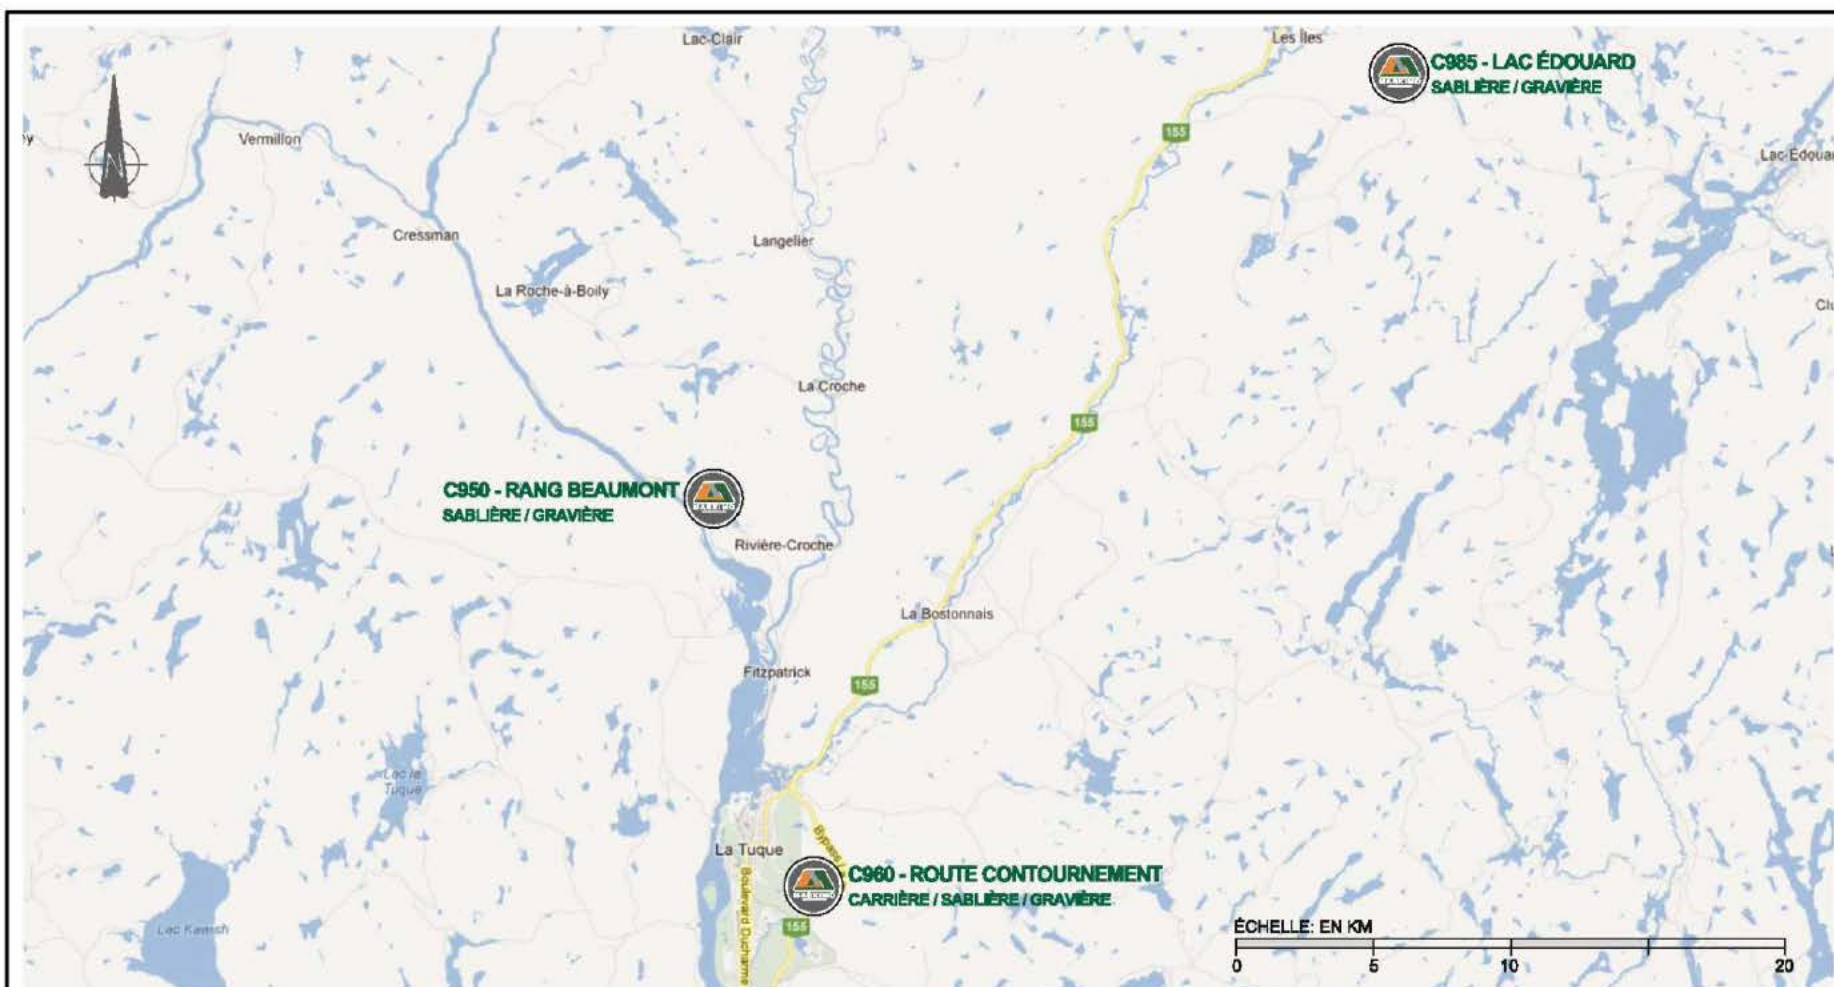 Lac-Clair
Les Îles
C985 - LAC ÉDOUARD
SABLIÈRE / GRAVIÈRE
155
Vermillon
N
Lac-Édouar
Cressman
Langelier
La Roche-à-Boily
La Croche
155
C950 - RANG BEAUMONT
SABLIÈRE / GRAVIÈRE
Rivière-Croche
La Bostonnais
Fitzpatrick
155
Lac la
Tuque
Bypass
La Tuque
C960 - ROUTE CONTOURNEMENT
CARRIÈRE / SABLIÈRE / GRAVIÈRE
Boulevard Ducharme
155
Lac Kawish
ÉCHELLE: EN KM
0 5 10 20